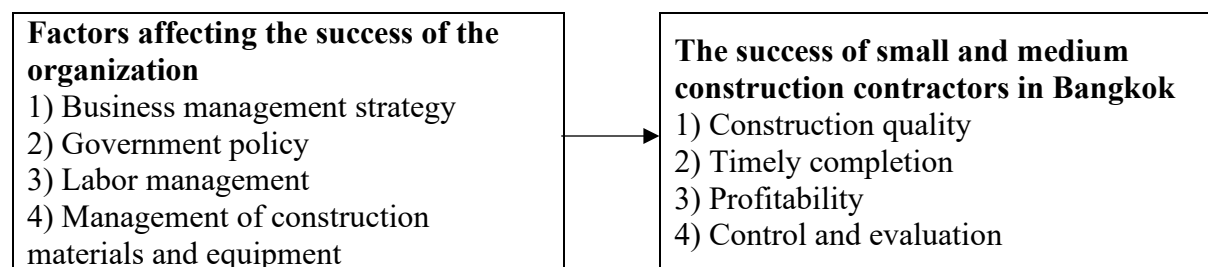 Factors affecting the success of the
organization
1) Business management strategy
2) Government policy
3) Labor management
4) Management of construction
materials and equipment
The success of small and medium
construction contractors in Bangkok
1) Construction quality
2) Timely completion
3) Profitability
4) Control and evaluation